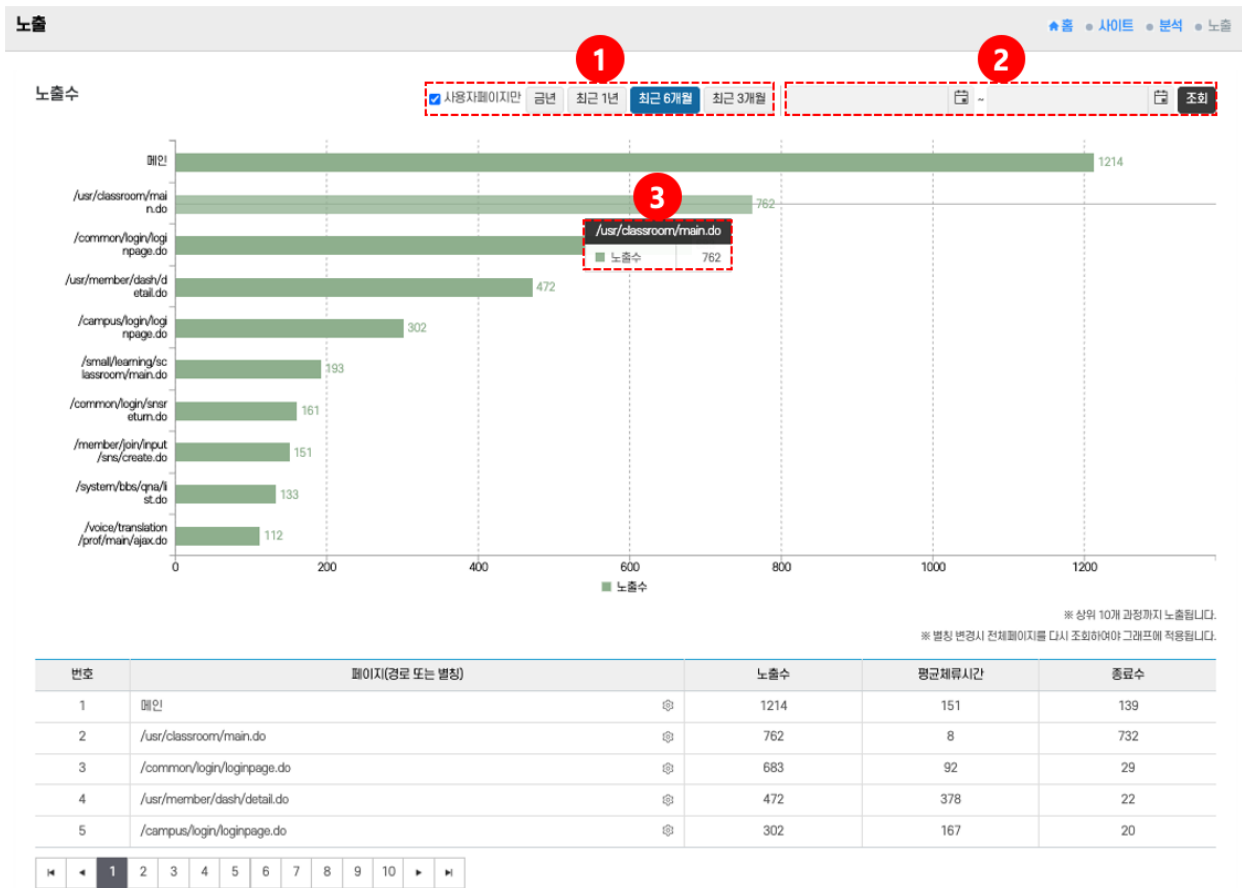 노출
홈 사이트 분석 노출
1
2
노출수
사용자페이지만 금년 최근 1년 최근 6개월 최근 3개월 ~ 조회
메인
1214
/usr/classroom/mai
n.do
762
3
/usr/classroom/main.do
노출수 762
/common/login/logi
npage.do
/usr/member/dash/d
etail.do
472
/campus/login/logi
npage.do
302
/small/learning/sc
lassroom/main.do
193
/common/login/snsr
eturn.do
161
/member/join/input
/sns/create.do
151
/system/bbs/qna/li
st.do
133
/voice/translation
/prof/main/ajax.do
112
0 200 400 600 800 1000 1200
노출수
※ 상위 10개 과정까지 노출됩니다.
※ 별칭 변경시 전체페이지를 다시 조회하여야 그래프에 적용됩니다.
번호 페이지(경로 또는 별칭) 노출수 평균체류시간 종료수
1 메인 1214 151 139
2 /usr/classroom/main.do 762 8 732
3 /common/login/loginpage.do 683 92 29
4 /usr/member/dash/detail.do 472 378 22
5 /campus/login/loginpage.do 302 167 20
1 2 3 4 5 6 7 8 9 10